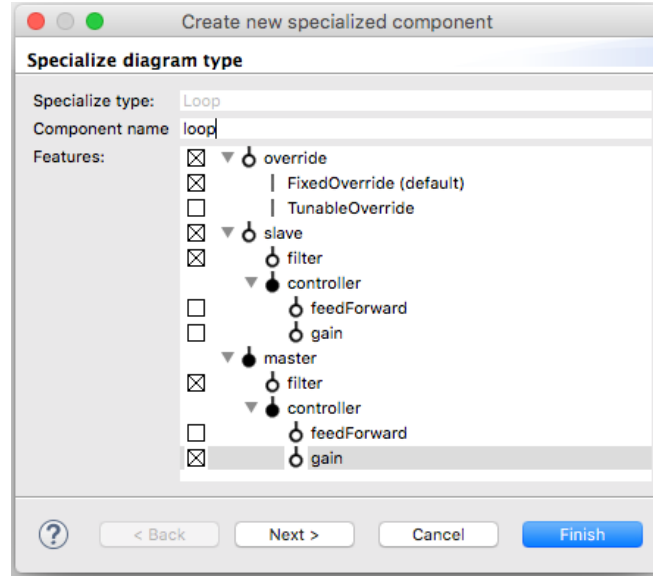 Create new specialized component
Specialize diagram type
Specialize type: Loop
Component name loop
Features:
override
FixedOverride (default)
TunableOverride
slave
filter
controller
feedForward
gain
master
filter
controller
feedForward
gain
? < Back Next > Cancel Finish